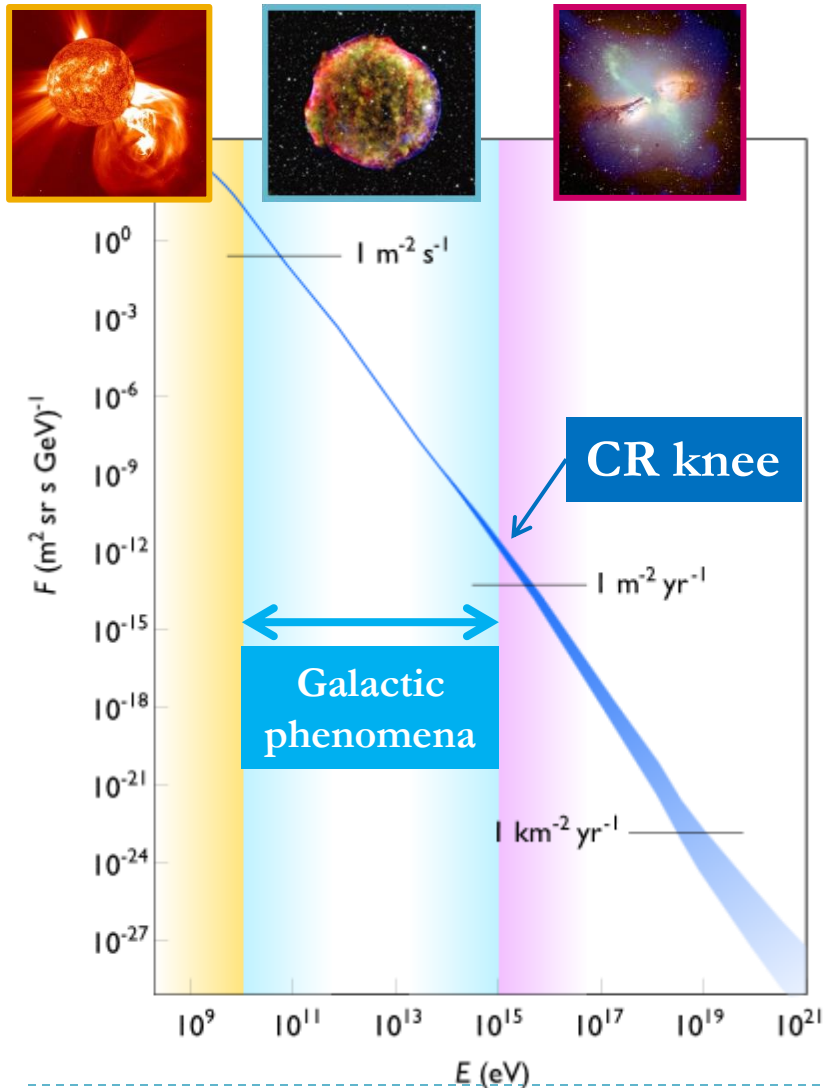 10⁰
1 m⁻² s⁻¹
10⁻³
10⁻⁶
F (m² sr s GeV)⁻¹
10⁻⁹
CR knee
10⁻¹²
1 m⁻² yr⁻¹
10⁻¹⁵
Galactic
phenomena
10⁻¹⁸
10⁻²¹
1 km⁻² yr⁻¹
10⁻²⁴
10⁻²⁷
10⁹ 10¹¹ 10¹³ 10¹⁵ 10¹⁷ 10¹⁹ 10²¹
E (eV)